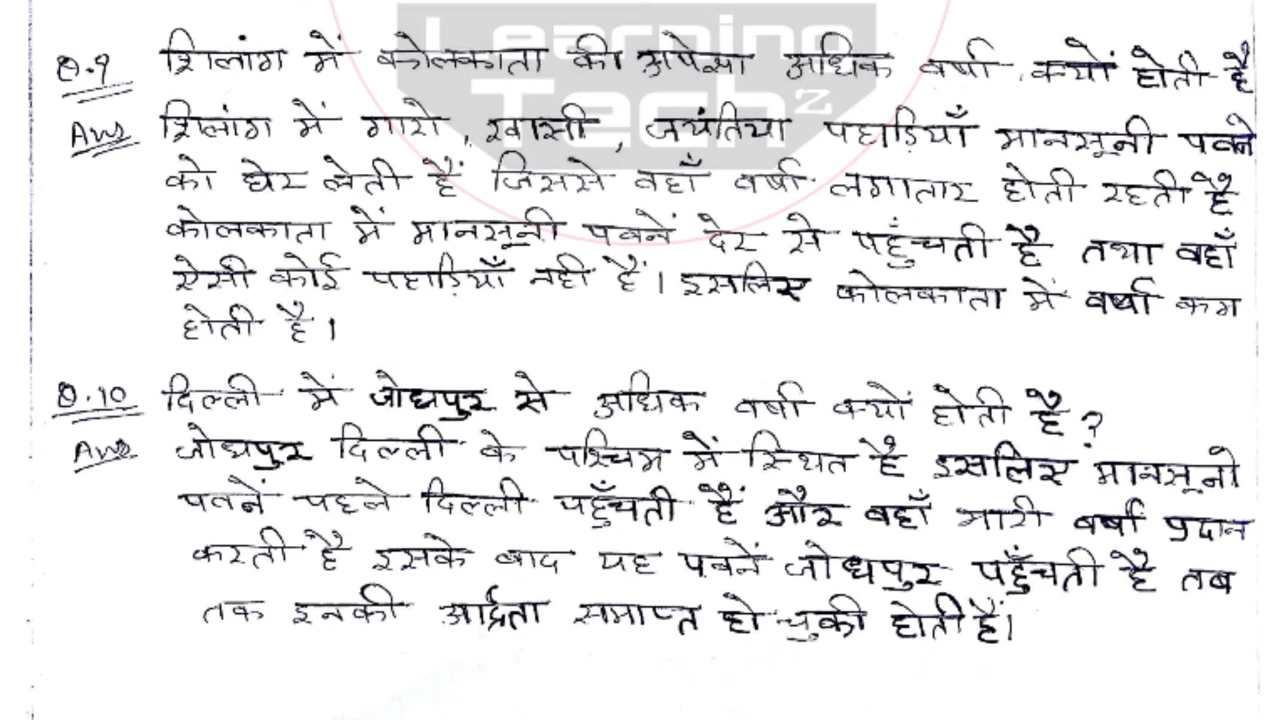 Learning
Techz
Q.9 शिलांग में कोलकाता की अपेक्षा अधिक वर्षा क्यों होती है
Ans शिलांग में गारो, खासी, जयंतिया पहाड़ियाँ मानसूनी पवने
को घेर लेती हैं जिससे वहाँ वर्षा लगातार होती रहती है
कोलकाता में मानसूनी पवनें देर से पहुंचती है तथा वहाँ
ऐसी कोई पहाड़ियाँ नही हैं। इसलिए कोलकाता में वर्षा कम
होती है।
Q.10 दिल्ली में जोधपुर से अधिक वर्षा क्यों होती है?
Ans जोधपुर दिल्ली के पश्चिम में स्थित है इसलिए मानसूनी
पवनें पहले दिल्ली पहुँचती हैं और वहाँ भारी वर्षा प्रदान
करती है इसके बाद यह पवनें जोधपुर पहुँचती है तब
तक इनकी आर्द्रता समाप्त हो चुकी होती हैं।